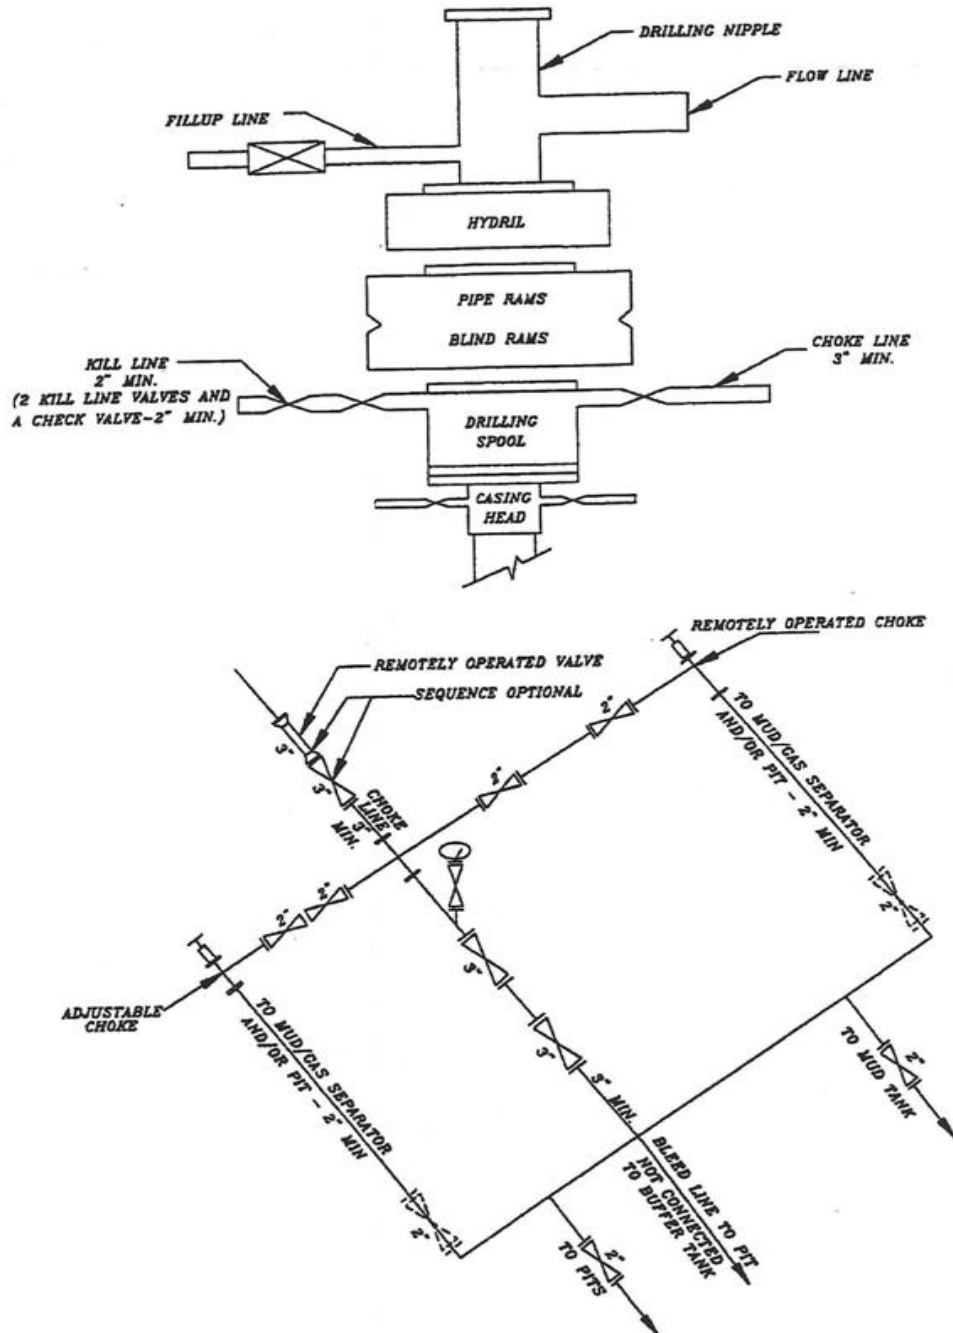 DRILLING NIPPLE
FLOW LINE
FILLUP LINE
HYDRIL
PIPE RAMS
BLIND RAMS
KILL LINE
2" MIN.
(2 KILL LINE VALVES AND
A CHECK VALVE-2" MIN.)
CHOKE LINE
3" MIN.
DRILLING
SPOOL
CASING
HEAD
REMOTELY OPERATED CHOKE
REMOTELY OPERATED VALVE
SEQUENCE OPTIONAL
3"
3"
CHOKE
LINE
3"
MIN.
2"
2"
TO MUD/GAS SEPARATOR
AND/OR PIT - 2" MIN
2"
2"
2"
ADJUSTABLE
CHOKE
TO MUD/GAS SEPARATOR
AND/OR PIT - 2" MIN
2"
3"
3"
3" MIN.
BLEED LINE TO PIT
NOT CONNECTED
TO BUFFER TANK
2"
TO MUD TANK
2"
TO PITS